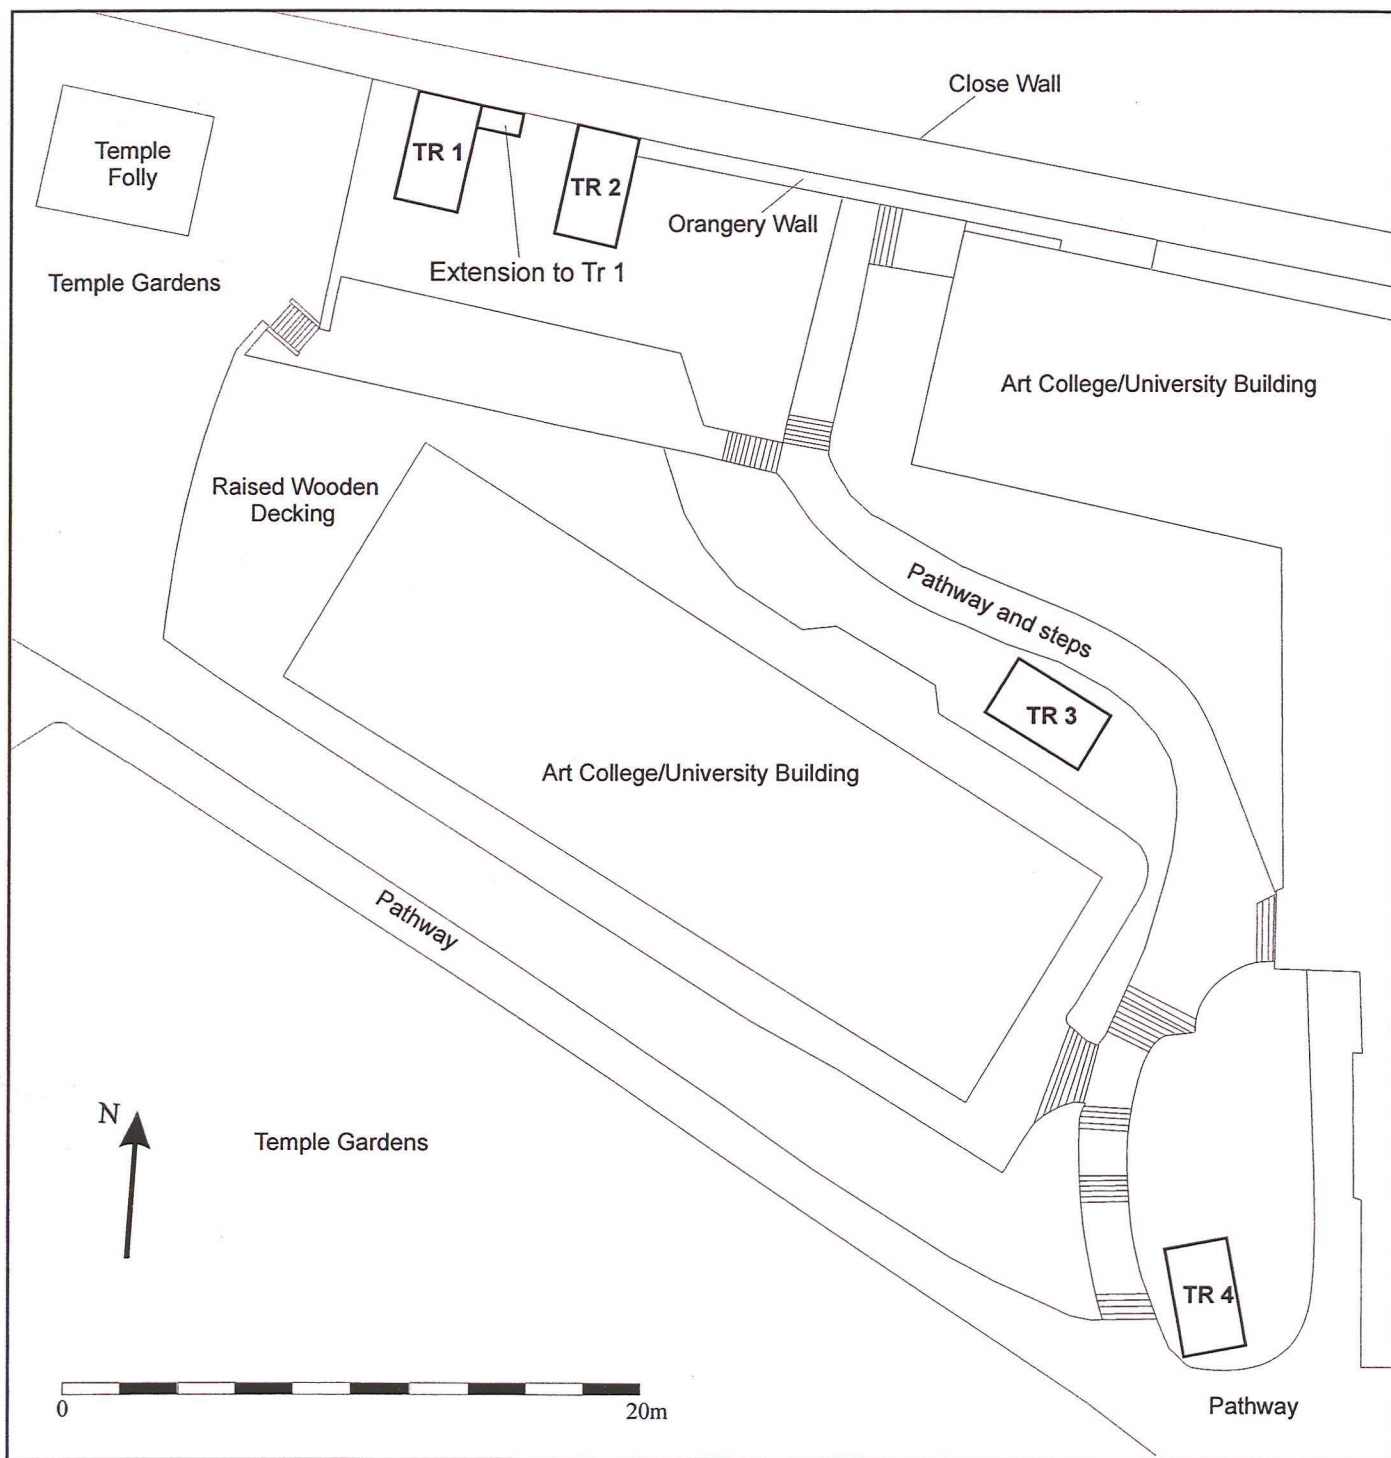 Close Wall
Temple
Folly
TR 1
TR 2
Orangery Wall
Extension to Tr 1
Temple Gardens
Art College/University Building
Raised Wooden
Decking
Pathway and steps
TR 3
Art College/University Building
Pathway
N
Temple Gardens
TR 4
0
20m
Pathway